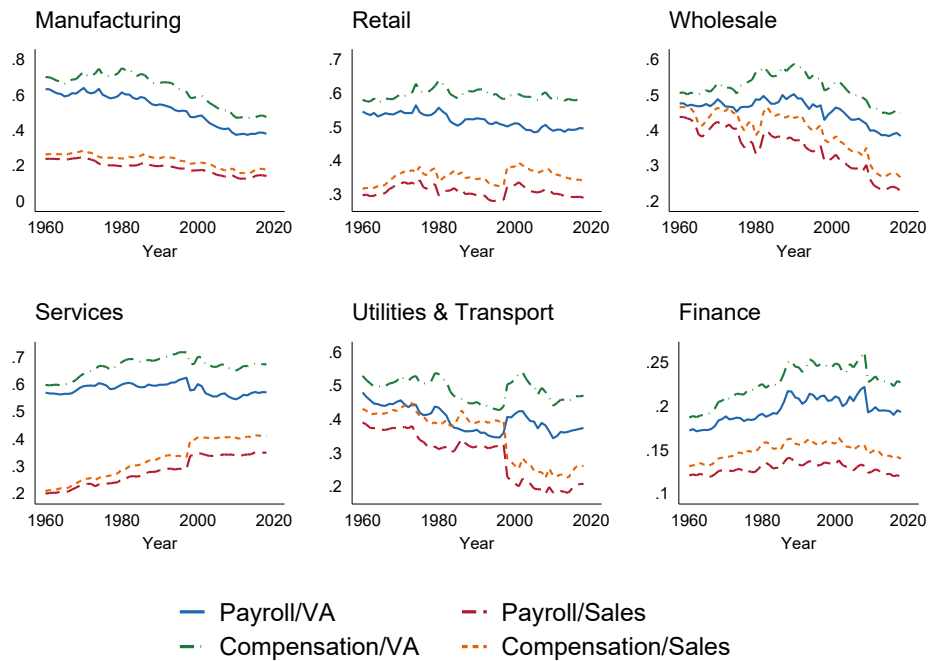 Manufacturing
.8
.6
.4
.2
0
1960 1980 2000 2020
Year
Retail
.7
.6
.5
.4
.3
1960 1980 2000 2020
Year
Wholesale
.6
.5
.4
.3
.2
1960 1980 2000 2020
Year
Services
.7
.6
.5
.4
.3
.2
1960 1980 2000 2020
Year
Utilities & Transport
.6
.5
.4
.3
.2
1960 1980 2000 2020
Year
Finance
.25
.2
.15
.1
1960 1980 2000 2020
Year
Payroll/VA
Payroll/Sales
Compensation/VA
Compensation/Sales